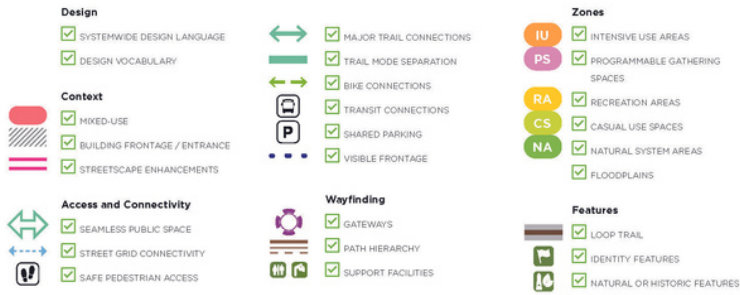 Design
SYSTEMWIDE DESIGN LANGUAGE
DESIGN VOCABULARY
Context
MIXED-USE
BUILDING FRONTAGE / ENTRANCE
STREETSCAPE ENHANCEMENTS
Access and Connectivity
SEAMLESS PUBLIC SPACE
STREET GRID CONNECTIVITY
SAFE PEDESTRIAN ACCESS
MAJOR TRAIL CONNECTIONS
TRAIL MODE SEPARATION
BIKE CONNECTIONS
TRANSIT CONNECTIONS
P SHARED PARKING
VISIBLE FRONTAGE
Wayfinding
GATEWAYS
PATH HIERARCHY
SUPPORT FACILITIES
Zones
IU INTENSIVE USE AREAS
PS PROGRAMMABLE GATHERING
SPACES
RA RECREATION AREAS
CS CASUAL USE SPACES
NA NATURAL SYSTEM AREAS
FLOODPLAINS
Features
LOOP TRAIL
IDENTITY FEATURES
NATURAL OR HISTORIC FEATURES